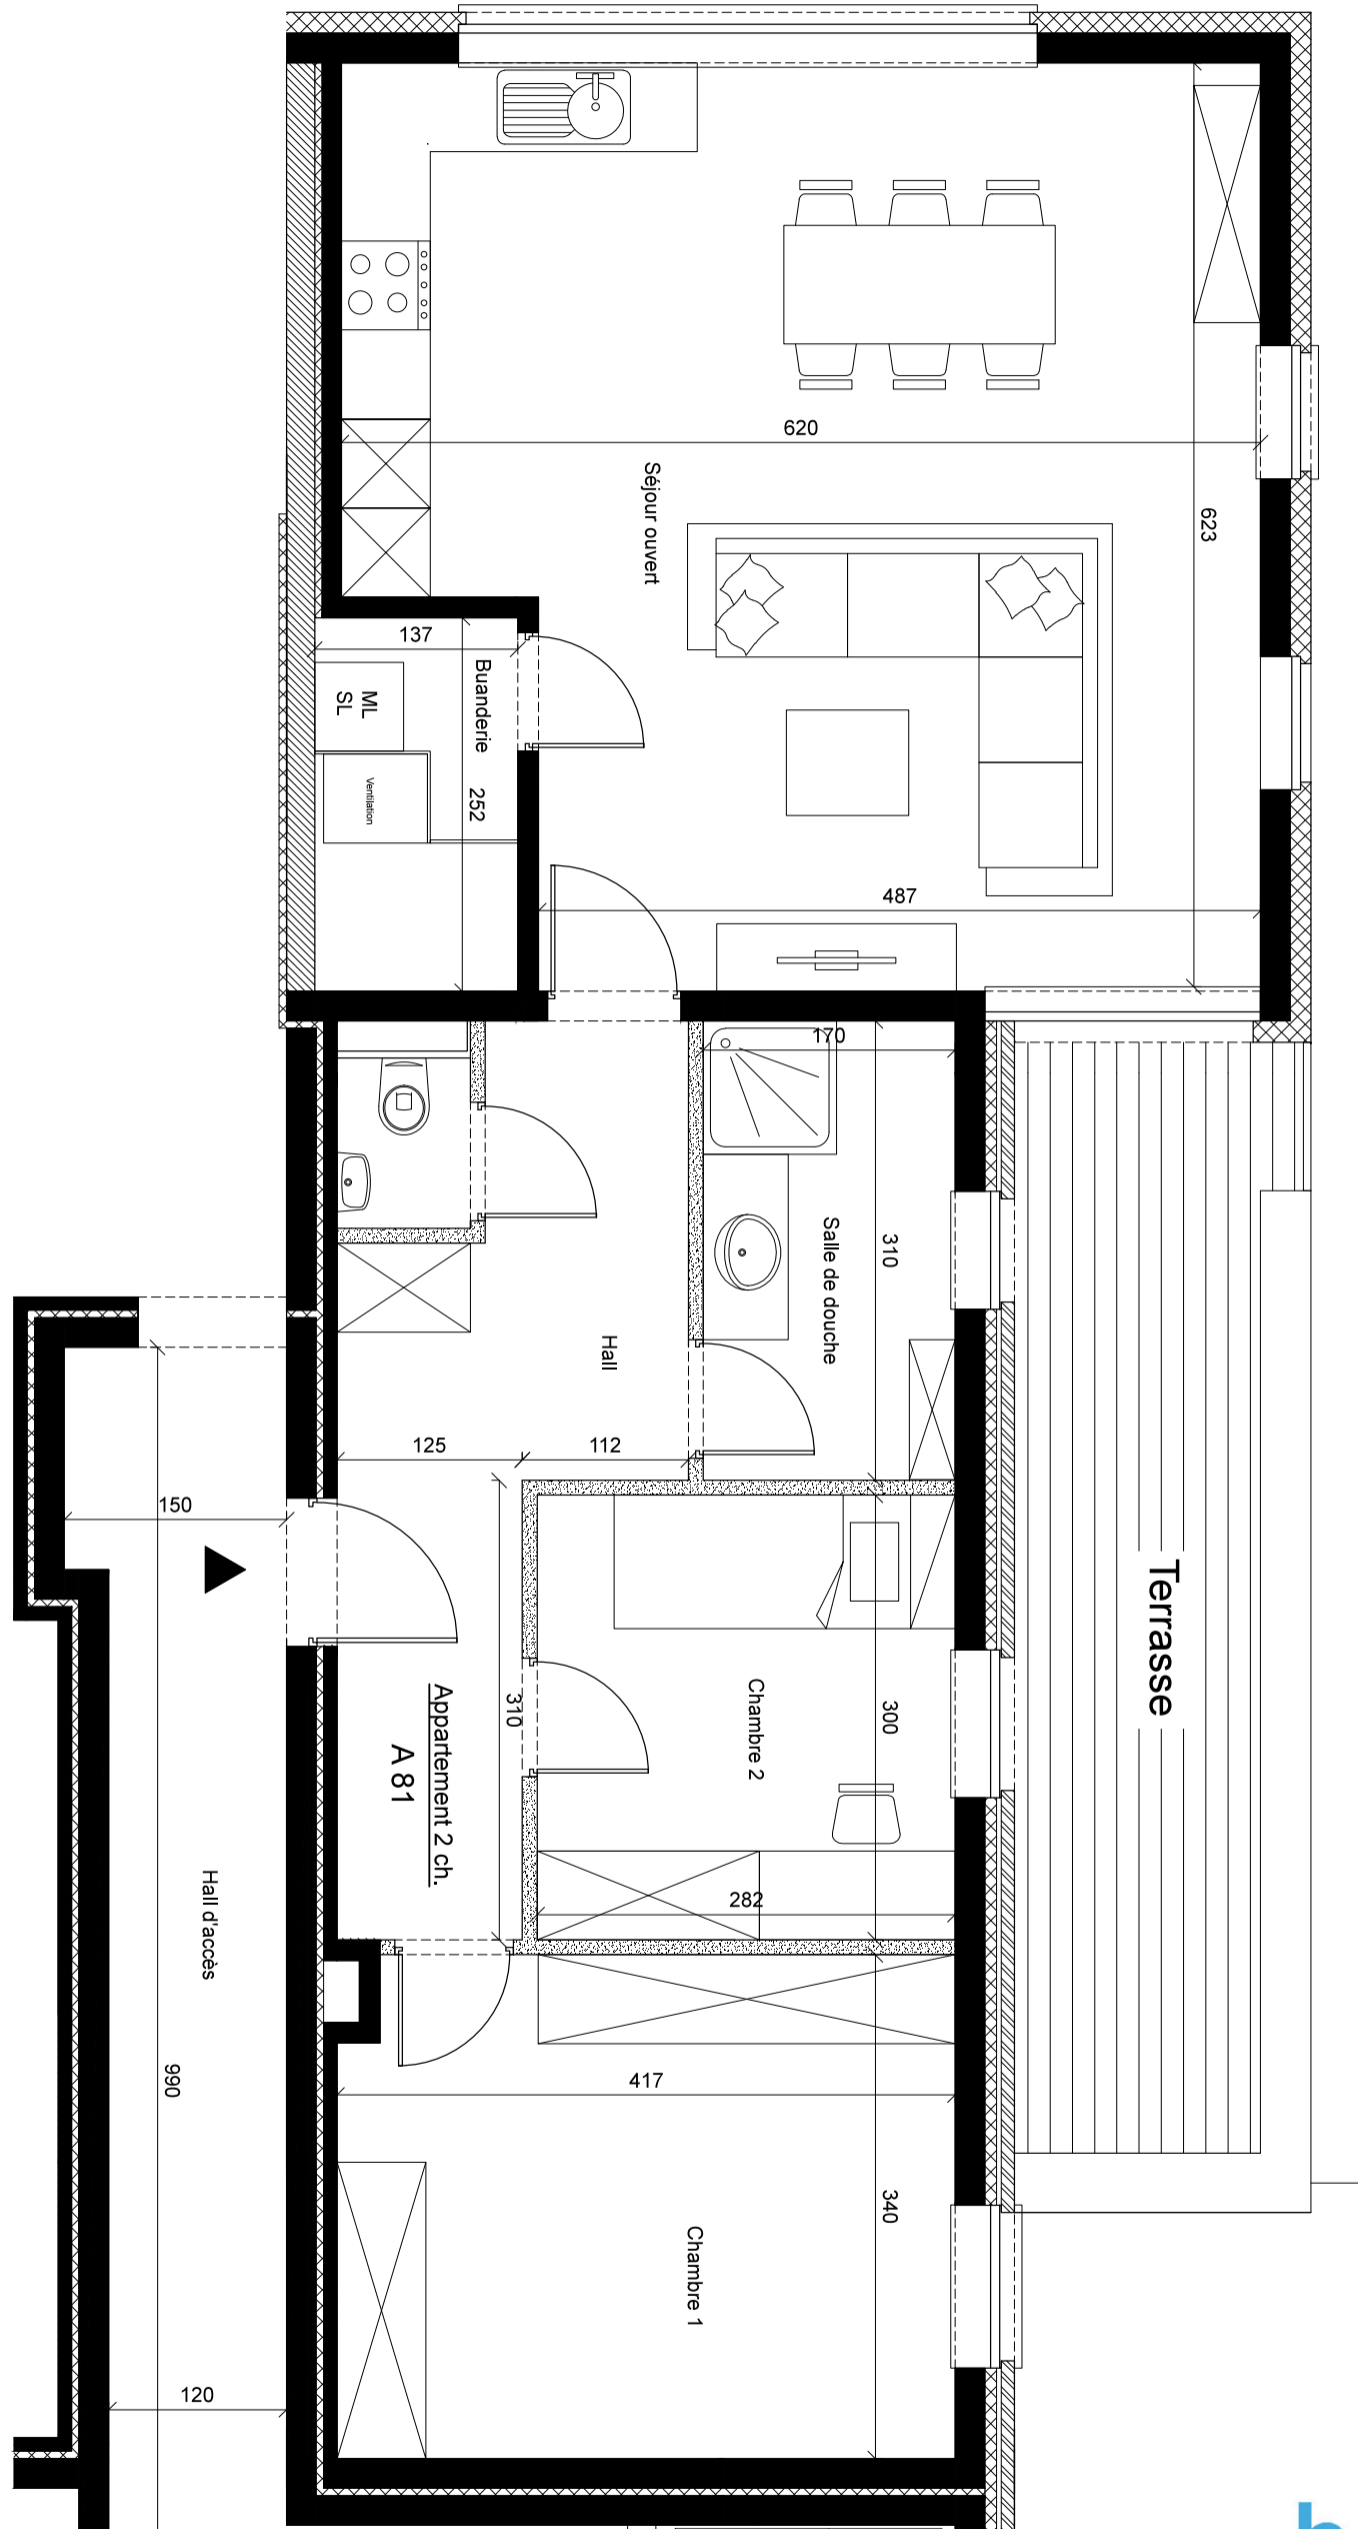 620
623
Séjour ouvert
137
Buanderie
252
ML
SL
Ventilation
487
170
310
Salle de douche
Hall
125
112
150
310
Chambre 2
300
Terrasse
Appartement 2 ch.
A 81
282
Hall d'accès
990
417
340
Chambre 1
120